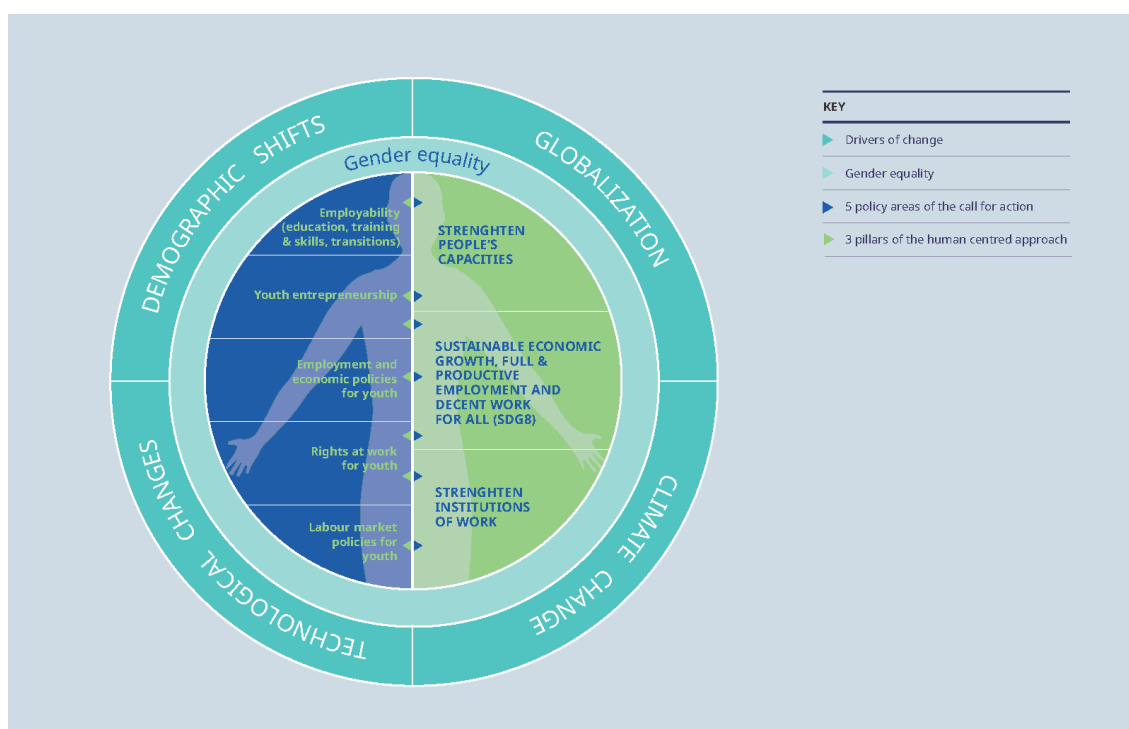 DEMOGRAPHIC SHIFTS
GLOBALIZATION
Gender equality
Employability
(education, training
& skills, transitions)
Youth entrepreneurship
Employment and
economic policies
for youth
Rights at work
for youth
Labour market
policies for
youth
STRENGHTEN
PEOPLE'S
CAPACITIES
SUSTAINABLE ECONOMIC
GROWTH, FULL &
PRODUCTIVE
EMPLOYMENT AND
DECENT WORK
FOR ALL (SDG8)
STRENGHTEN
INSTITUTIONS
OF WORK
TECHNOLOGICAL CHANGES
CLIMATE CHANGE
KEY
Drivers of change
Gender equality
5 policy areas of the call for action
3 pillars of the human centred approach